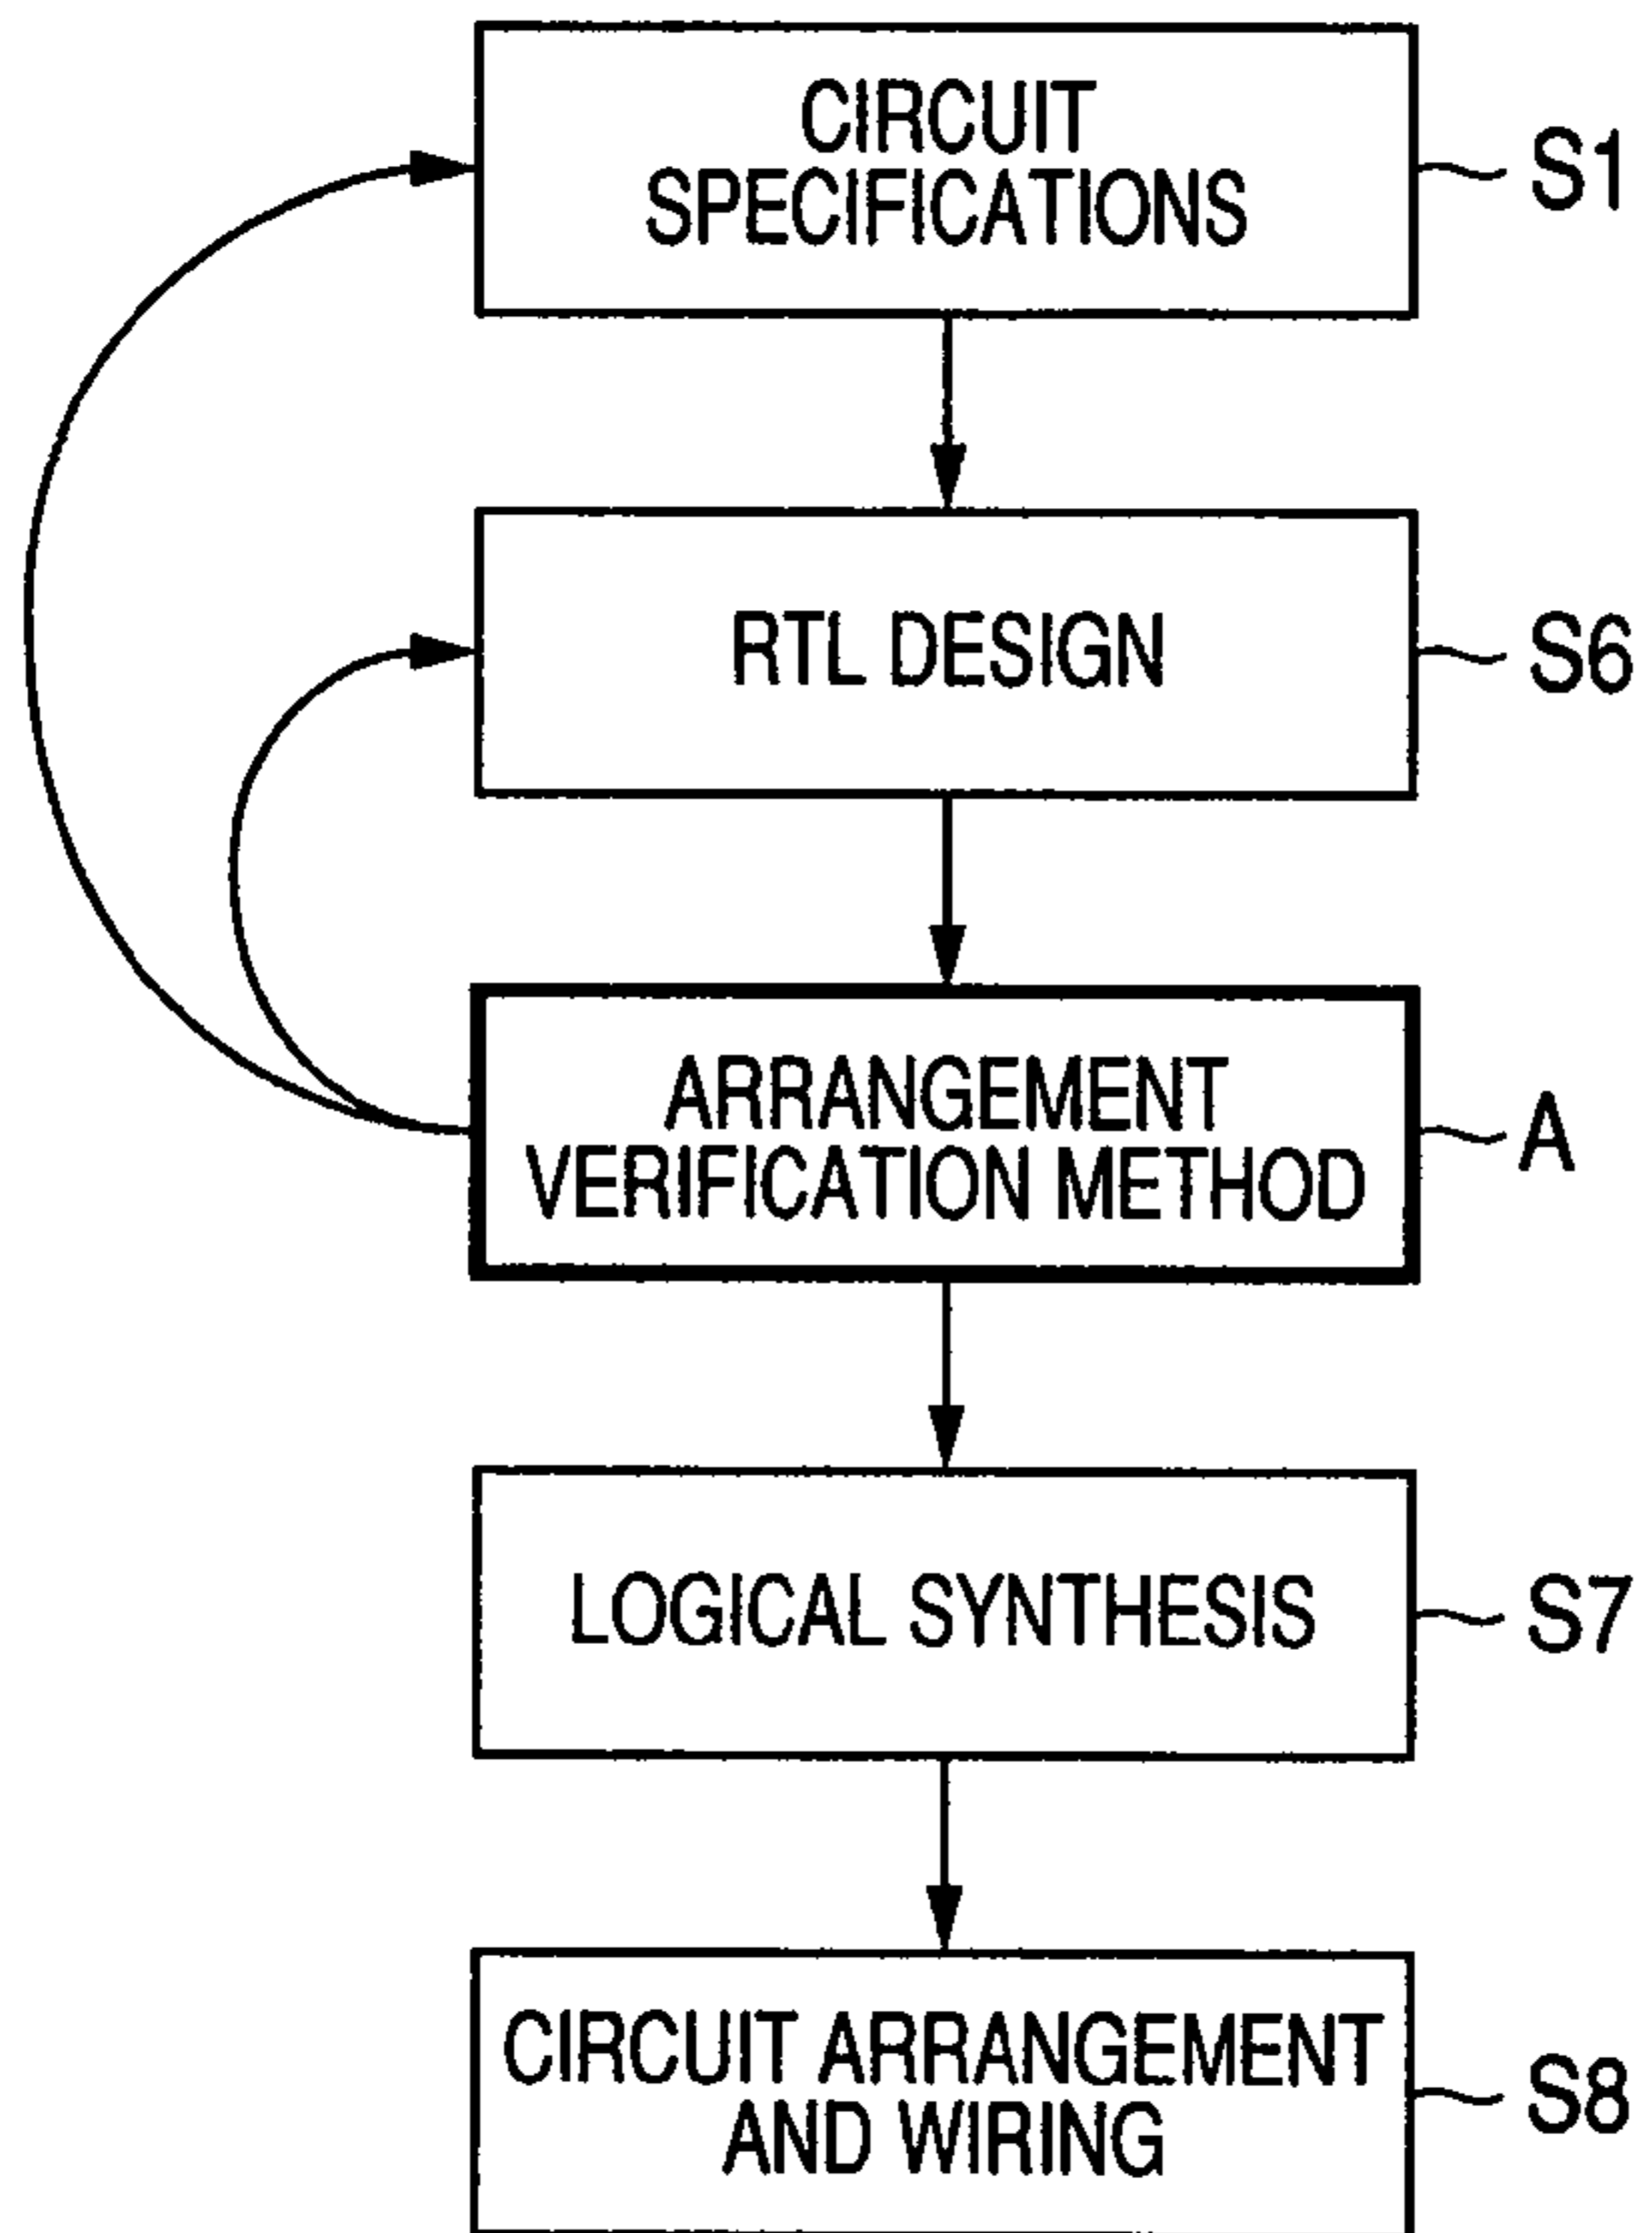 CIRCUIT
SPECIFICATIONS
S1
RTL DESIGN
S6
ARRANGEMENT
VERIFICATION METHOD
A
LOGICAL SYNTHESIS
S7
CIRCUIT ARRANGEMENT
AND WIRING
S8